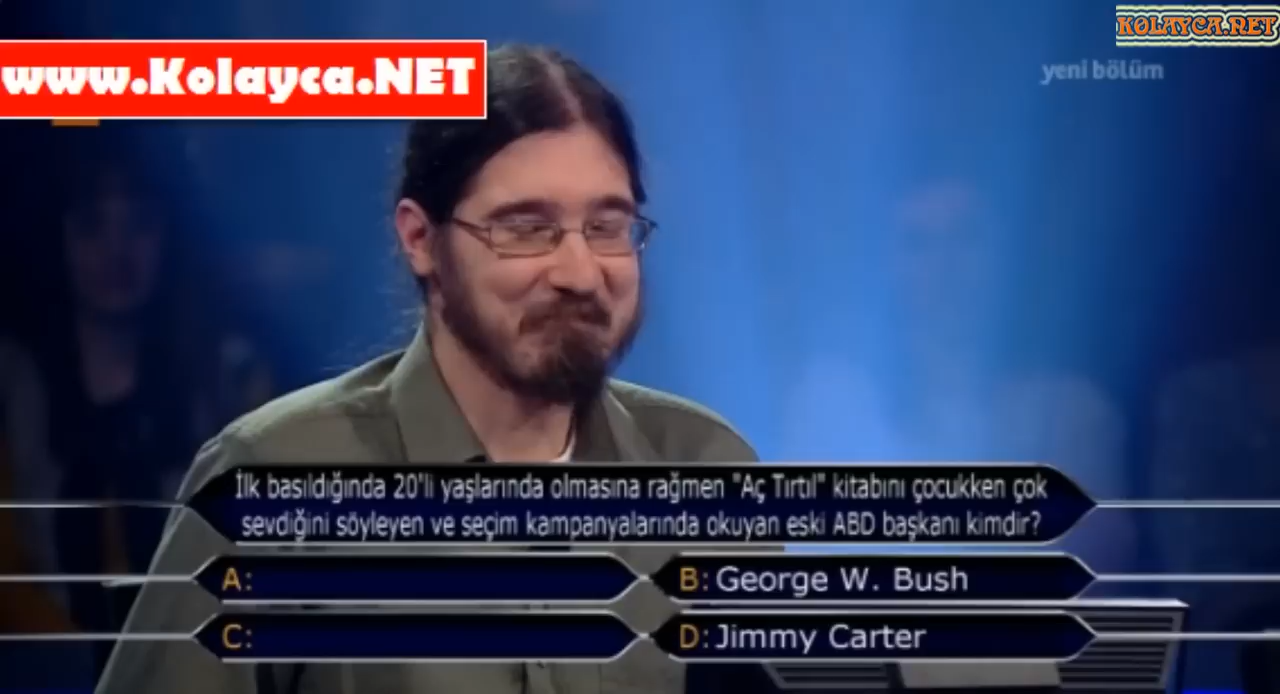 KOLAYCA.NET
www.Kolayca.NET
yeni bölüm
İlk basıldığında 20'li yaşlarında olmasına rağmen "Aç Tırtıl" kitabını çocukken çok
sevdiğini söyleyen ve seçim kampanyalarında okuyan eski ABD başkanı kimdir?
A:
B: George W. Bush
C:
D: Jimmy Carter